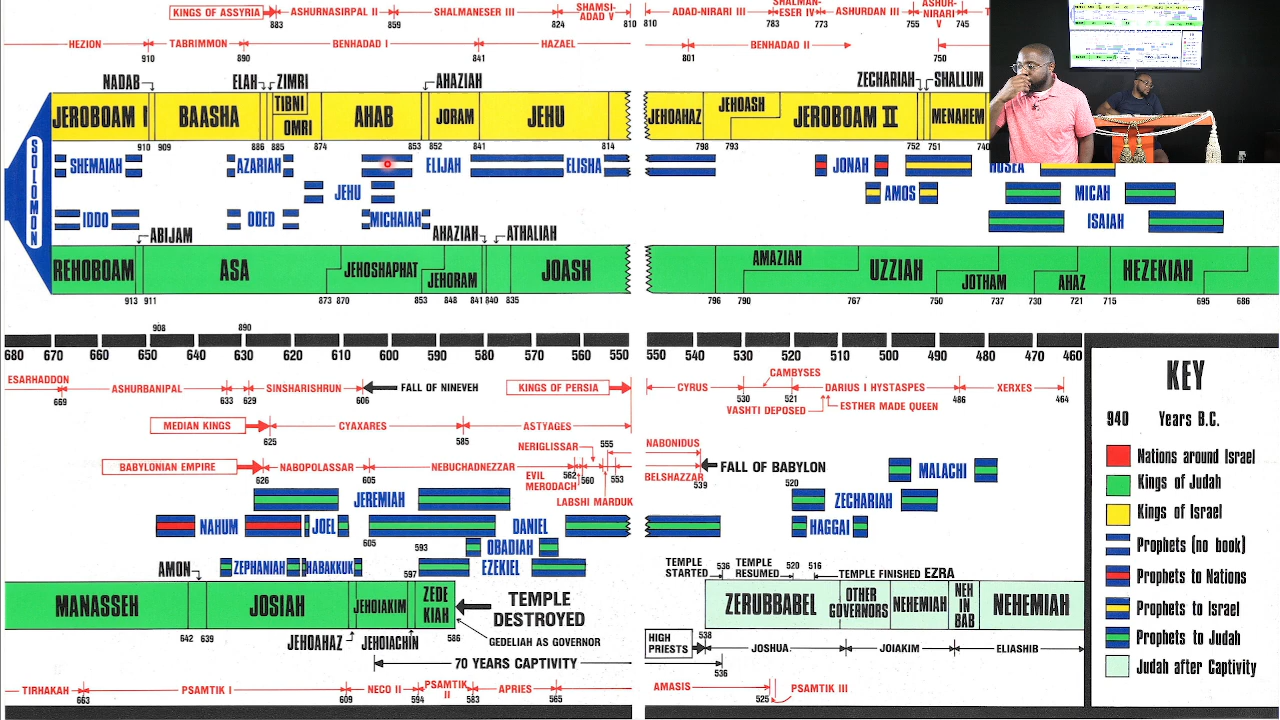 KINGS OF ASSYRIA ASHURNASIRPAL II SHALMANESER III SHAMSI-ADAD V
883 859 824 810
810 ADAD-NIRARI III SHALMAN-ESER IV ASHURDAN III ASHUR-NIRARI V
783 773 755 745
HEZION TABRIMMON BENHADAD I HAZAEL BENHADAD II
910 890 841 801 750
NADAB ELAH ZIMRI AHAZIAH ZECHARIAH SHALLUM
JEROBOAM I BAASHA TIBNI OMRI AHAB JORAM JEHU JEHOAHAZ JEHOASH JEROBOAM II MENAHEM
910 909 886 885 874 853 852 841 814 798 793 752 751 740
SOLOMON
SHEMAIAH AZARIAH ELIJAH ELISHA JONAH HOSEA
JEHU AMOS MICAH
IDDO ODED MICHAIAH ISAIAH
ABIJAM AHAZIAH ATHALIAH
REHOBOAM ASA JEHOSHAPHAT JEHORAM JOASH AMAZIAH UZZIAH JOTHAM AHAZ HEZEKIAH
913 911 873 870 853 848 841 840 835 796 790 767 750 737 730 721 715 695 686
908 890
680 670 660 650 640 630 620 610 600 590 580 570 560 550
550 540 530 520 510 500 490 480 470 460
ESARHADDON ASHURBANIPAL SINSHARISHRUN FALL OF NINEVEH KINGS OF PERSIA
669 633 629 606
CYRUS CAMBYSES DARIUS I HYSTASPES XERXES
530 521 486 464
VASHTI DEPOSED ESTHER MADE QUEEN
MEDIAN KINGS CYAXARES ASTYAGES
625 585
BABYLONIAN EMPIRE NABOPOLASSAR NEBUCHADNEZZAR NERIGLISSAR 555
626 605 562 560 553
EVIL MERODACH LABSHI MARDUK
NABONIDUS
BELSHAZZAR 539 FALL OF BABYLON
JEREMIAH
NAHUM JOEL DANIEL
605 593
OBADIAH
ZEPHANIAH HABAKKUK EZEKIEL
MALACHI
520 ZECHARIAH
HAGGAI
AMON 597
MANASSEH JOSIAH JEHOIAKIM ZEDEKIAH TEMPLE DESTROYED
642 639 JEHOAHAZ JEHOIACHIN 586 GEDELIAH AS GOVERNOR
70 YEARS CAPTIVITY
TEMPLE STARTED 536 TEMPLE RESUMED 520 516 TEMPLE FINISHED EZRA
ZERUBBABEL OTHER GOVERNORS NEHEMIAH NEH IN BAB NEHEMIAH
HIGH PRIESTS 538 JOSHUA JOIAKIM ELIASHIB
536
TIRHAKAH PSAMTIK I NECO II PSAMTIK II APRIES AMASIS PSAMTIK III
663 609 594 583 565 525
KEY
940 Years B.C.
Nations around Israel
Kings of Judah
Kings of Israel
Prophets (no book)
Prophets to Nations
Prophets to Israel
Prophets to Judah
Judah after Captivity